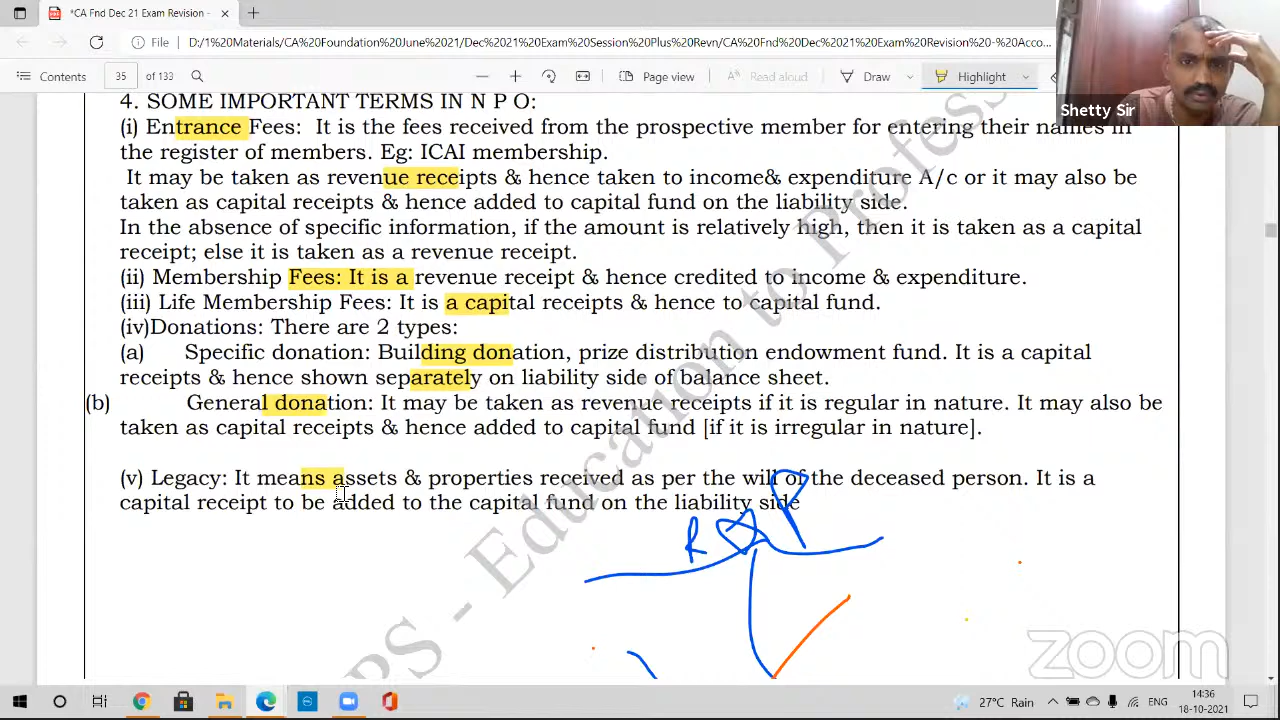 *CA Fnd Dec 21 Exam Revision -
File
D:/1%20Materials/CA%20Foundation%20June%2021/Dec%2021%20Exam%20Session%20Plus%20Revn/CA%20Fnd%20Dec%202021%20Exam%20Revision%20-%20Acco...
Contents 35 of 133 Page view Read aloud Draw Highlight
Shetty Sir
4. SOME IMPORTANT TERMS IN N P O:
(i) Entrance Fees: It is the fees received from the prospective member for entering their names in
the register of members. Eg: ICAI membership.
It may be taken as revenue receipts & hence taken to income& expenditure A/c or it may also be
taken as capital receipts & hence added to capital fund on the liability side.
In the absence of specific information, if the amount is relatively high, then it is taken as a capital
receipt; else it is taken as a revenue receipt.
(ii) Membership Fees: It is a revenue receipt & hence credited to income & expenditure.
(iii) Life Membership Fees: It is a capital receipts & hence to capital fund.
(iv)Donations: There are 2 types:
(a) Specific donation: Building donation, prize distribution endowment fund. It is a capital
receipts & hence shown separately on liability side of balance sheet.
(b) General donation: It may be taken as revenue receipts if it is regular in nature. It may also be
taken as capital receipts & hence added to capital fund [if it is irregular in nature].
(v) Legacy: It means assets & properties received as per the will of the deceased person. It is a
capital receipt to be added to the capital fund on the liability side
R & P
PS - Education to Profess
zoom
27°C Rain ENG 14:36
18-10-2021